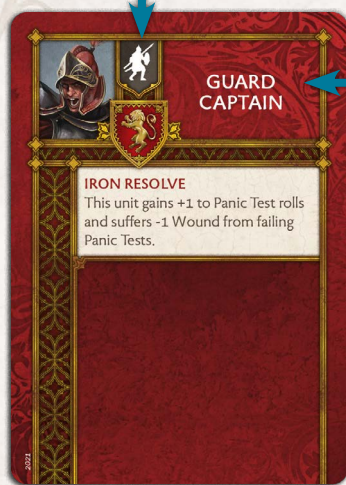 GUARD
CAPTAIN
IRON RESOLVE
This unit gains +1 to Panic Test rolls
and suffers -1 Wound from failing
Panic Tests.
2021